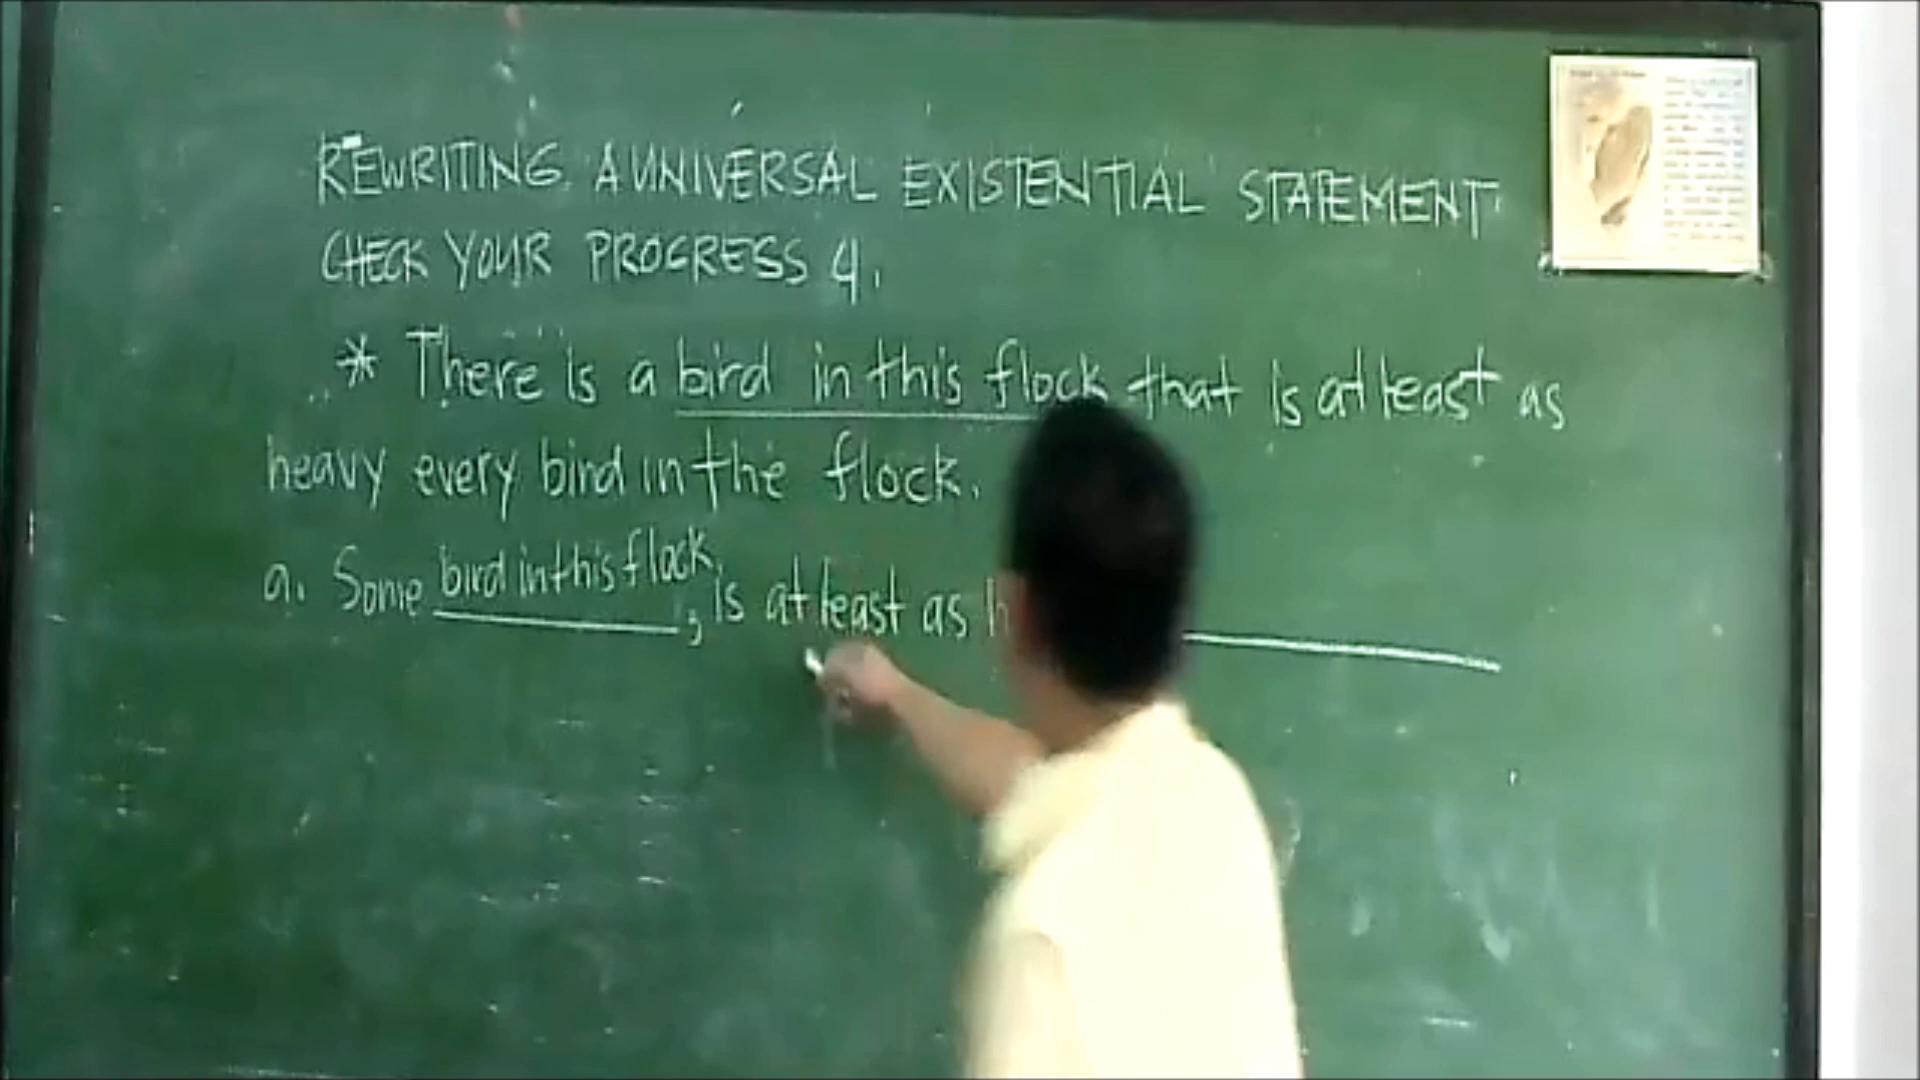 REWRITING A UNIVERSAL EXISTENTIAL STATEMENT
CHECK YOUR PROGRESS 4.
* There is a bird in this flock that is at least as
heavy every bird in the flock.
a. Some bird in this flock, is at least as